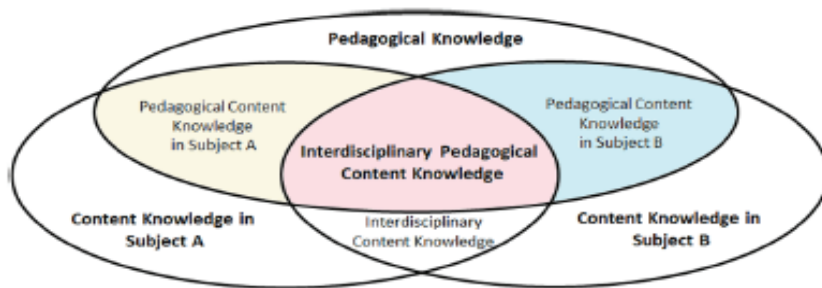 Pedagogical Knowledge
Pedagogical Content
Knowledge
in Subject A
Pedagogical Content
Knowledge
in Subject B
Interdisciplinary Pedagogical
Content Knowledge
Content Knowledge in
Subject A
Interdisciplinary
Content Knowledge
Content Knowledge in
Subject B